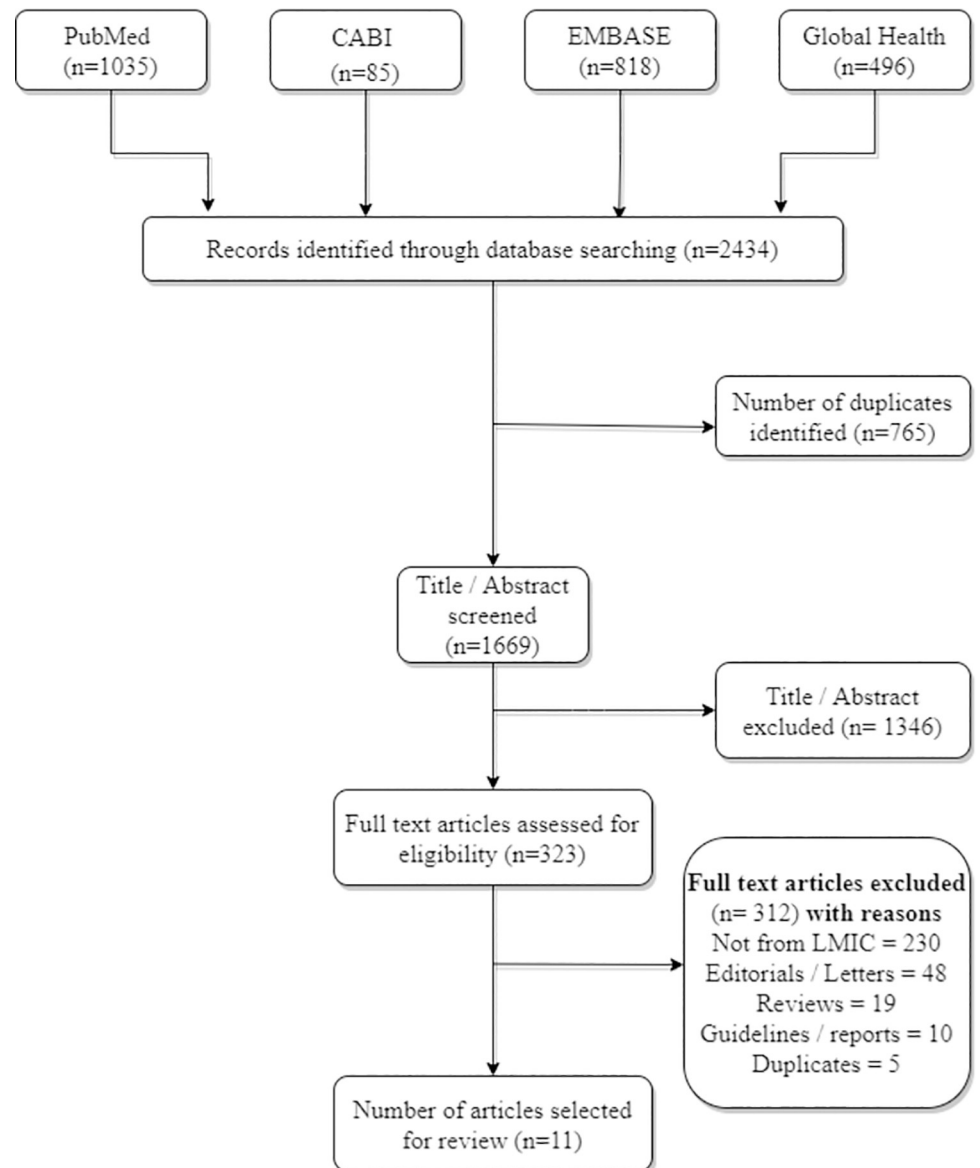 PubMed
(n=1035)
CABI
(n=85)
EMBASE
(n=818)
Global Health
(n=496)
Records identified through database searching (n=2434)
Number of duplicates
identified (n=765)
Title / Abstract
screened
(n=1669)
Title / Abstract
excluded (n= 1346)
Full text articles assessed for
eligibility (n=323)
Full text articles excluded
(n= 312) with reasons
Not from LMIC = 230
Editorials / Letters = 48
Reviews = 19
Guidelines / reports = 10
Duplicates = 5
Number of articles selected
for review (n=11)